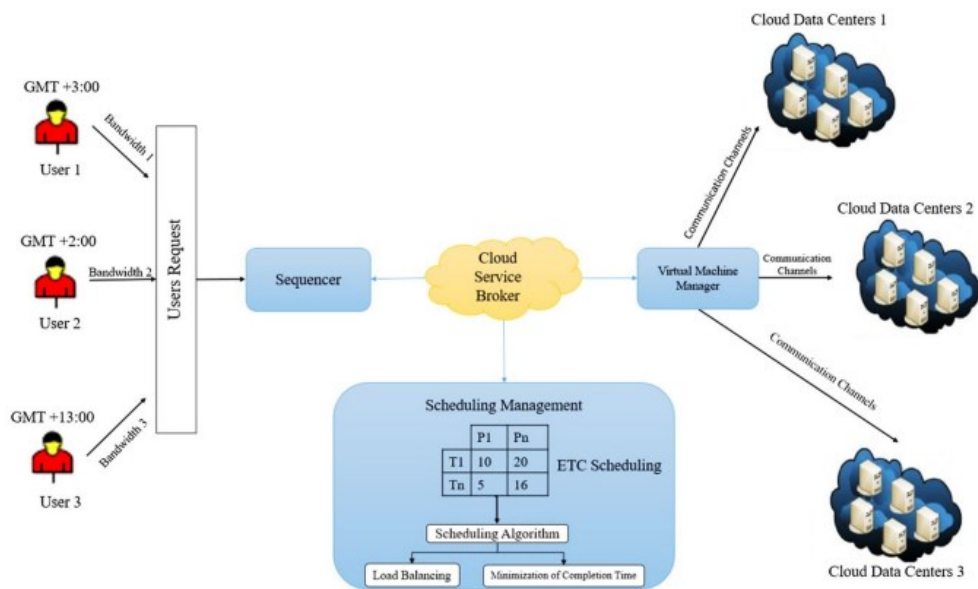 Cloud Data Centers 1
GMT +3:00
Bandwidth 1
User 1
GMT +2:00
Bandwidth 2
User 2
GMT +13:00
Bandwidth 3
User 3
Users Request
Sequencer
Cloud
Service
Broker
Virtual Machine
Manager
Communication Channels
Communication
Channels
Communication Channels
Cloud Data Centers 2
Scheduling Management
P1 Pn
T1 10 20
Tn 5 16
ETC Scheduling
Scheduling Algorithm
Load Balancing
Minimization of Completion Time
Cloud Data Centers 3